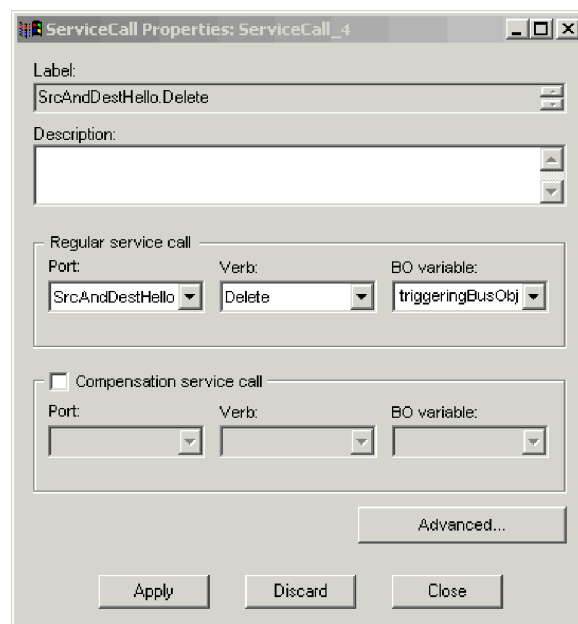 ServiceCall Properties: ServiceCall_4
Label:
SrcAndDestHello.Delete
Description:
Regular service call
Port: Verb: BO variable:
SrcAndDestHello Delete triggeringBusObj
Compensation service call
Port: Verb: BO variable:
Advanced...
Apply Discard Close